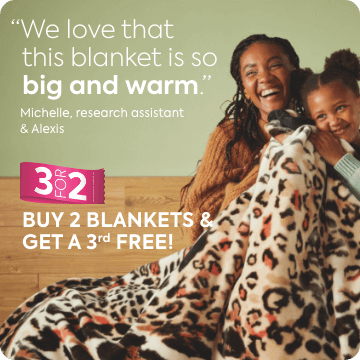 “We love that
this blanket is so
big and warm.”
Michelle, research assistant
& Alexis
3 FOR 2
BUY 2 BLANKETS &
GET A 3rd FREE!